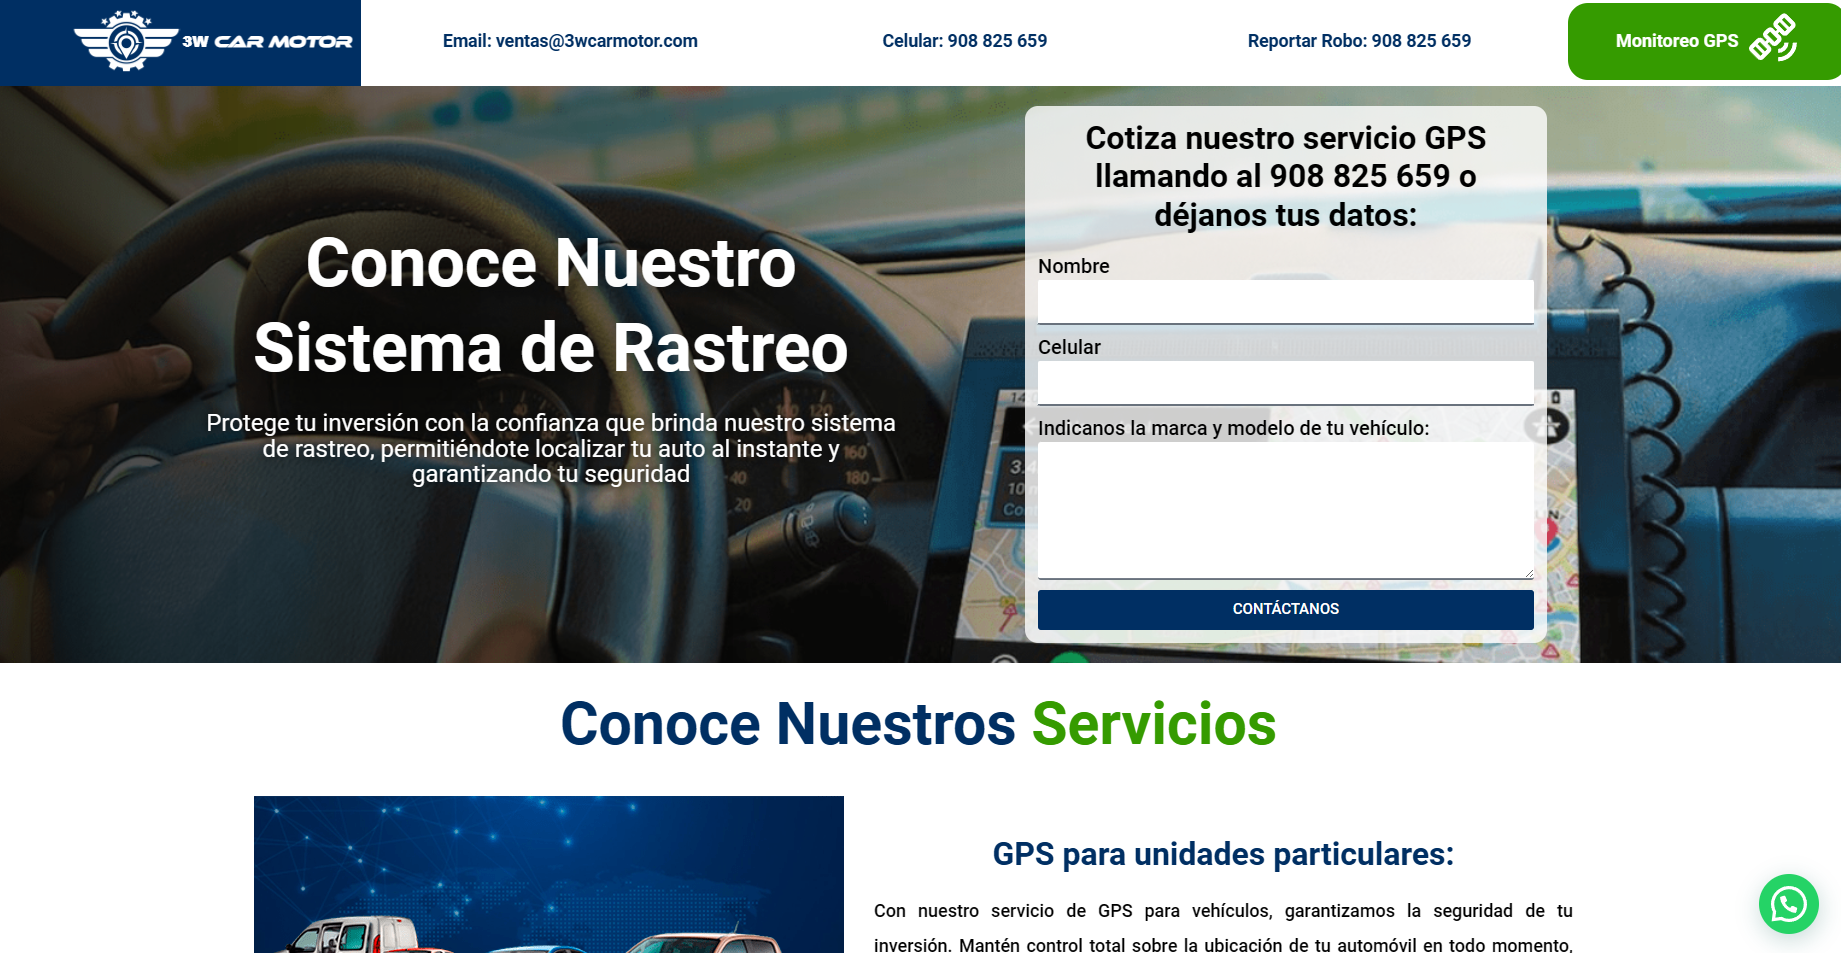 3W CAR MOTOR
Email: ventas@3wcarmotor.com
Celular: 908 825 659
Reportar Robo: 908 825 659
Monitoreo GPS
Conoce Nuestro
Sistema de Rastreo
Protege tu inversión con la confianza que brinda nuestro sistema
de rastreo, permitiéndote localizar tu auto al instante y
garantizando tu seguridad
Cotiza nuestro servicio GPS
llamando al 908 825 659 o
déjanos tus datos:
Nombre
Celular
Indicanos la marca y modelo de tu vehículo:
CONTÁCTANOS
160
180
40
20
Conoce Nuestros Servicios
GPS para unidades particulares:
Con nuestro servicio de GPS para vehículos, garantizamos la seguridad de tu
inversión. Mantén control total sobre la ubicación de tu automóvil en todo momento,